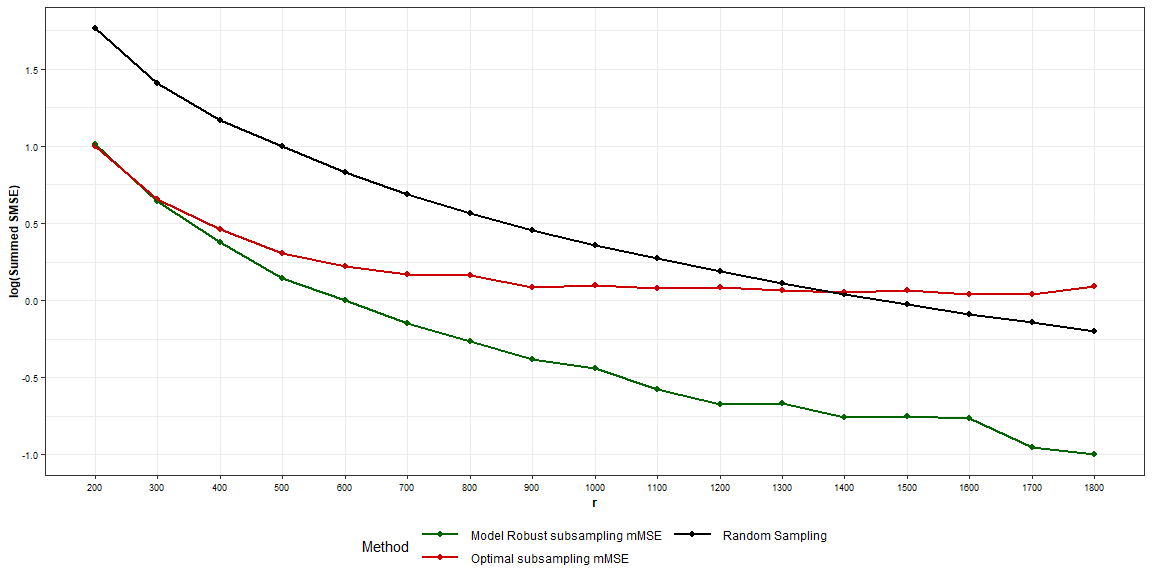 log(Summed SMSE)
1.5
1.0
0.5
0.0
-0.5
-1.0
200 300 400 500 600 700 800 900 1000 1100 1200 1300 1400 1500 1600 1700 1800
r
Method
Model Robust subsampling mMSE
Random Sampling
Optimal subsampling mMSE